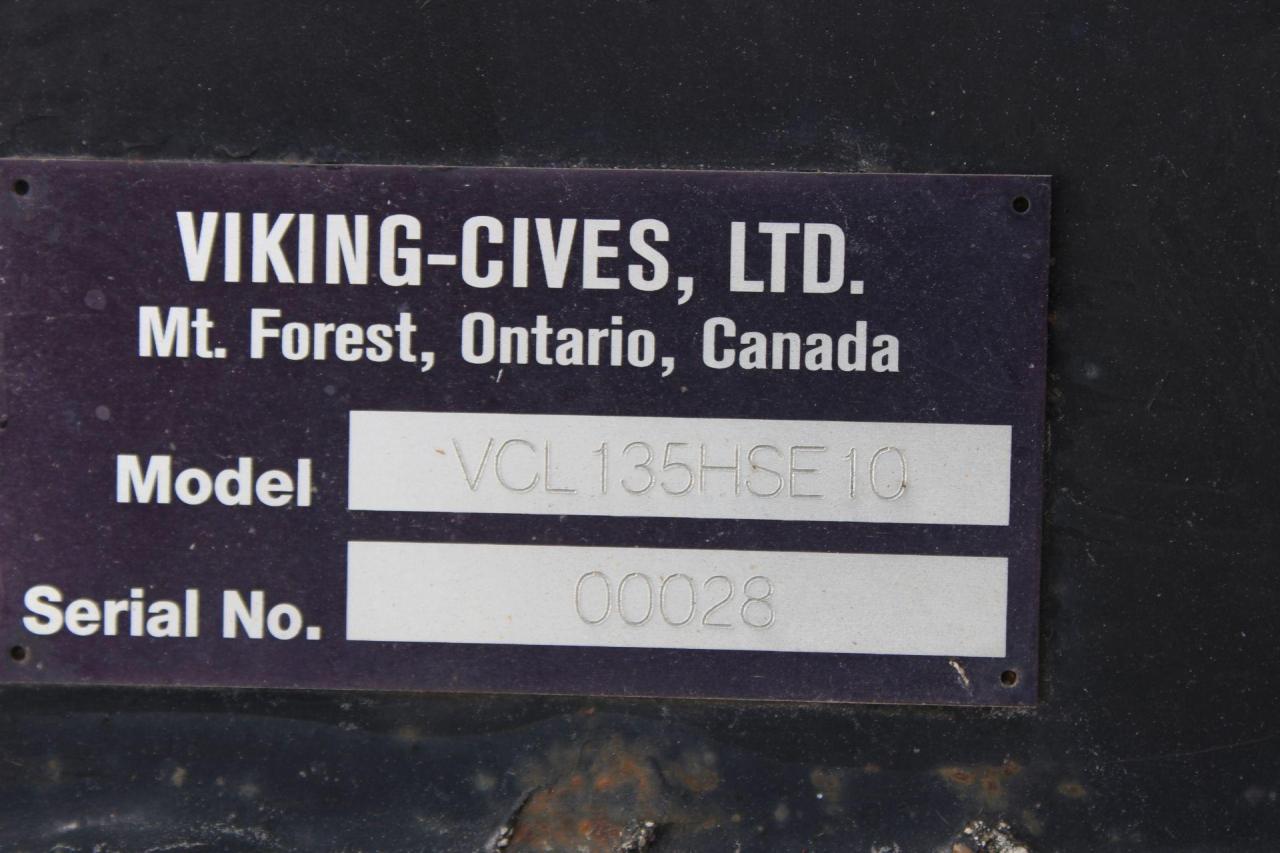 VIKING-CIVES, LTD.
Mt. Forest, Ontario, Canada
Model VCL135HSE10
Serial No. 00028